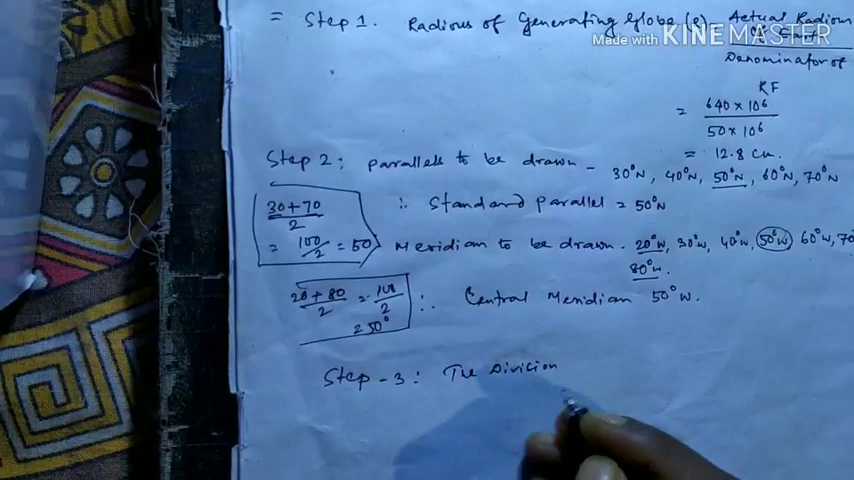 = Step 1. Radious of Generating Globe (R) Actual Radious
Made with KINEMASTER
Denominator of
RF
= 640 x 10⁶
50 x 10⁶
= 12.8 cm.
Step 2: parallels to be drawn - 30°N, 40°N, 50°N, 60°N, 70°N
30+70
2
= 100/2 = 50
∴ Standard parallel = 50°N
Meridian to be drawn. 20°W, 30°W, 40°W, 50°W 60°W, 70°
80°W.
20+80 = 100
2 2
= 50°
∴ Central Meridian 50°W.
Step - 3 : The Division